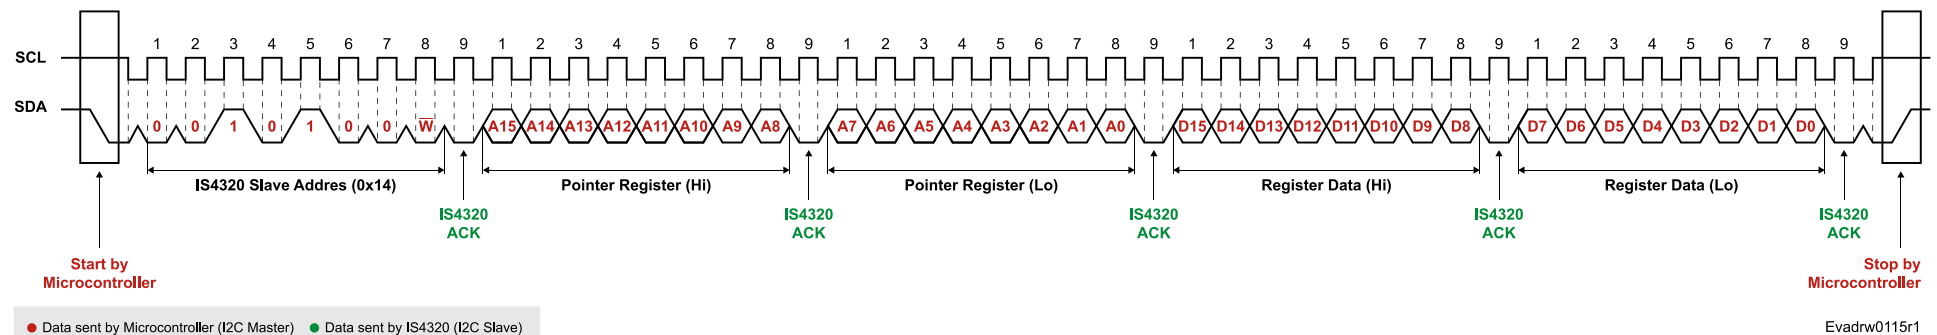 1 2 3 4 5 6 7 8 9 1 2 3 4 5 6 7 8 9 1 2 3 4 5 6 7 8 9 1 2 3 4 5 6 7 8 9 1 2 3 4 5 6 7 8 9
SCL
SDA
0 0 1 0 1 0 0 W̅ A15 A14 A13 A12 A11 A10 A9 A8 A7 A6 A5 A4 A3 A2 A1 A0 D15 D14 D13 D12 D11 D10 D9 D8 D7 D6 D5 D4 D3 D2 D1 D0
IS4320 Slave Addres (0x14) Pointer Register (Hi) Pointer Register (Lo) Register Data (Hi) Register Data (Lo)
IS4320 IS4320 IS4320 IS4320 IS4320
ACK ACK ACK ACK ACK
Start by Stop by
Microcontroller Microcontroller
Data sent by Microcontroller (I2C Master) Data sent by IS4320 (I2C Slave) Evadrw0115r1